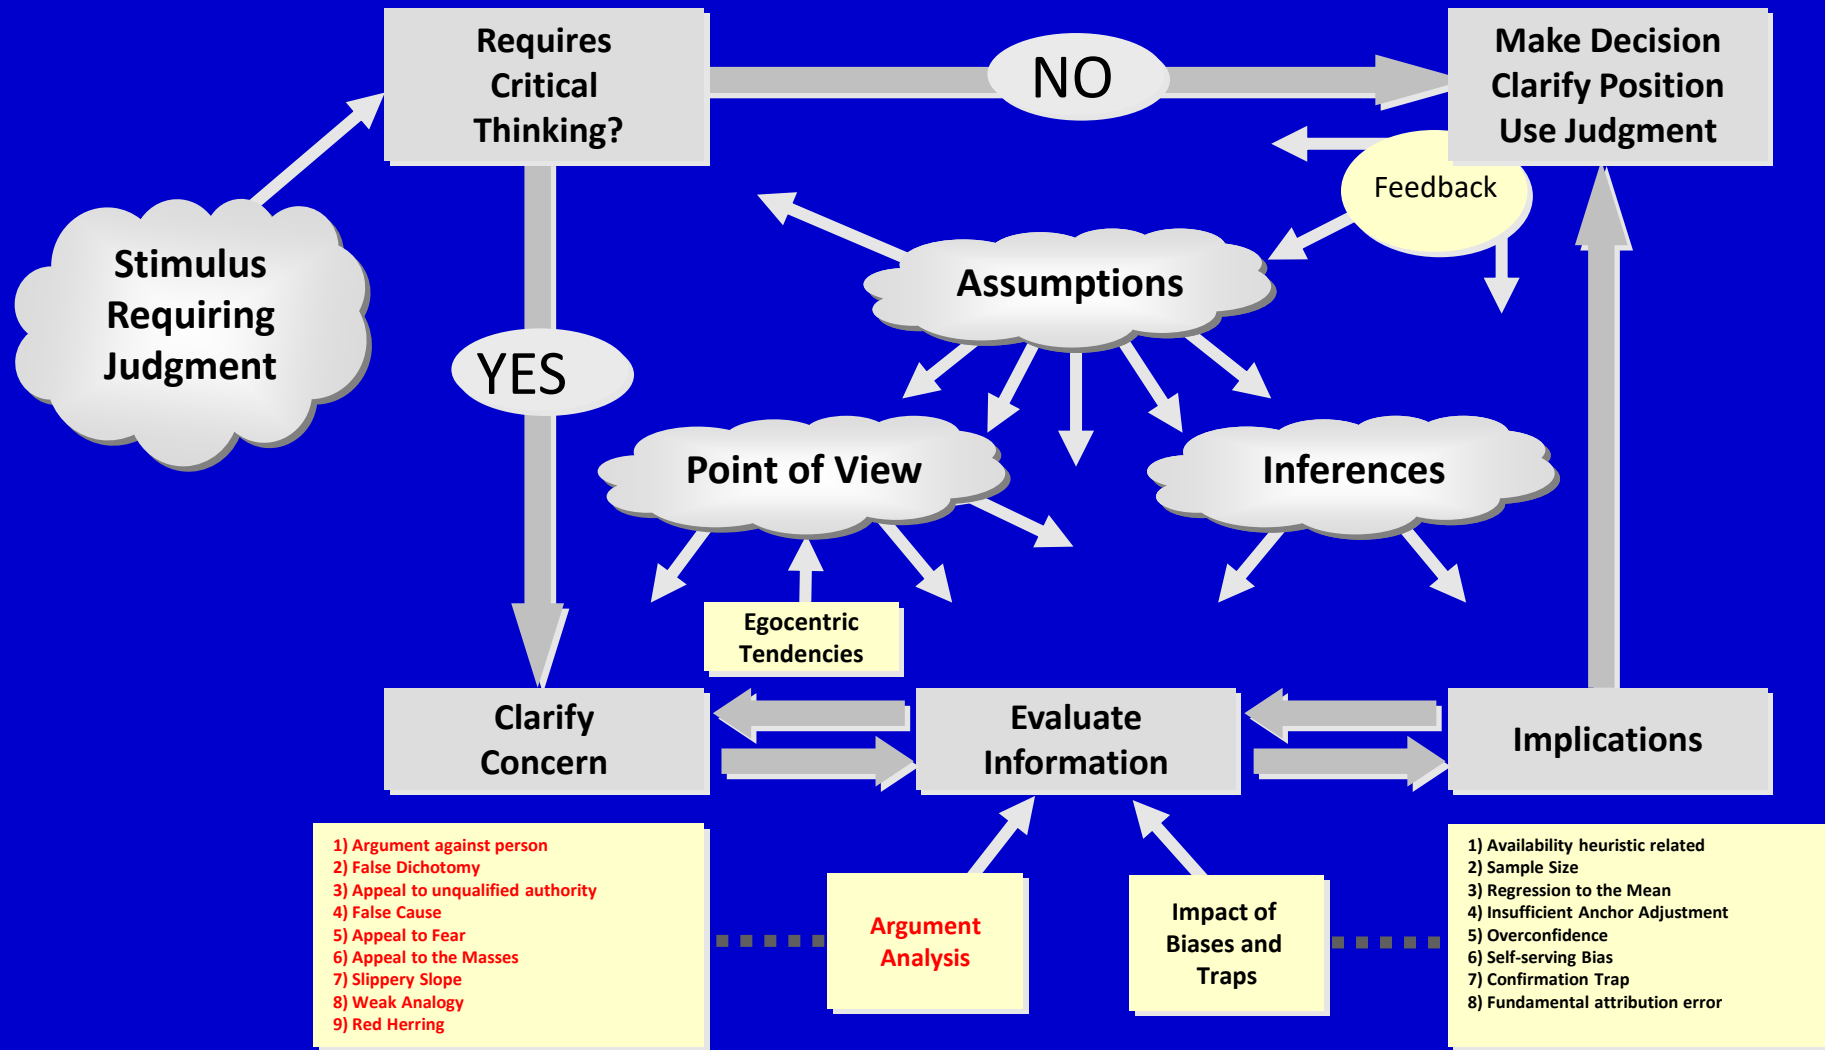 Requires
Critical
Thinking?
NO
Make Decision
Clarify Position
Use Judgment
Feedback
Stimulus
Requiring
Judgment
Assumptions
YES
Point of View
Inferences
Egocentric
Tendencies
Clarify
Concern
Evaluate
Information
Implications
1) Argument against person
2) False Dichotomy
3) Appeal to unqualified authority
4) False Cause
5) Appeal to Fear
6) Appeal to the Masses
7) Slippery Slope
8) Weak Analogy
9) Red Herring
Argument
Analysis
Impact of
Biases and
Traps
1) Availability heuristic related
2) Sample Size
3) Regression to the Mean
4) Insufficient Anchor Adjustment
5) Overconfidence
6) Self-serving Bias
7) Confirmation Trap
8) Fundamental attribution error